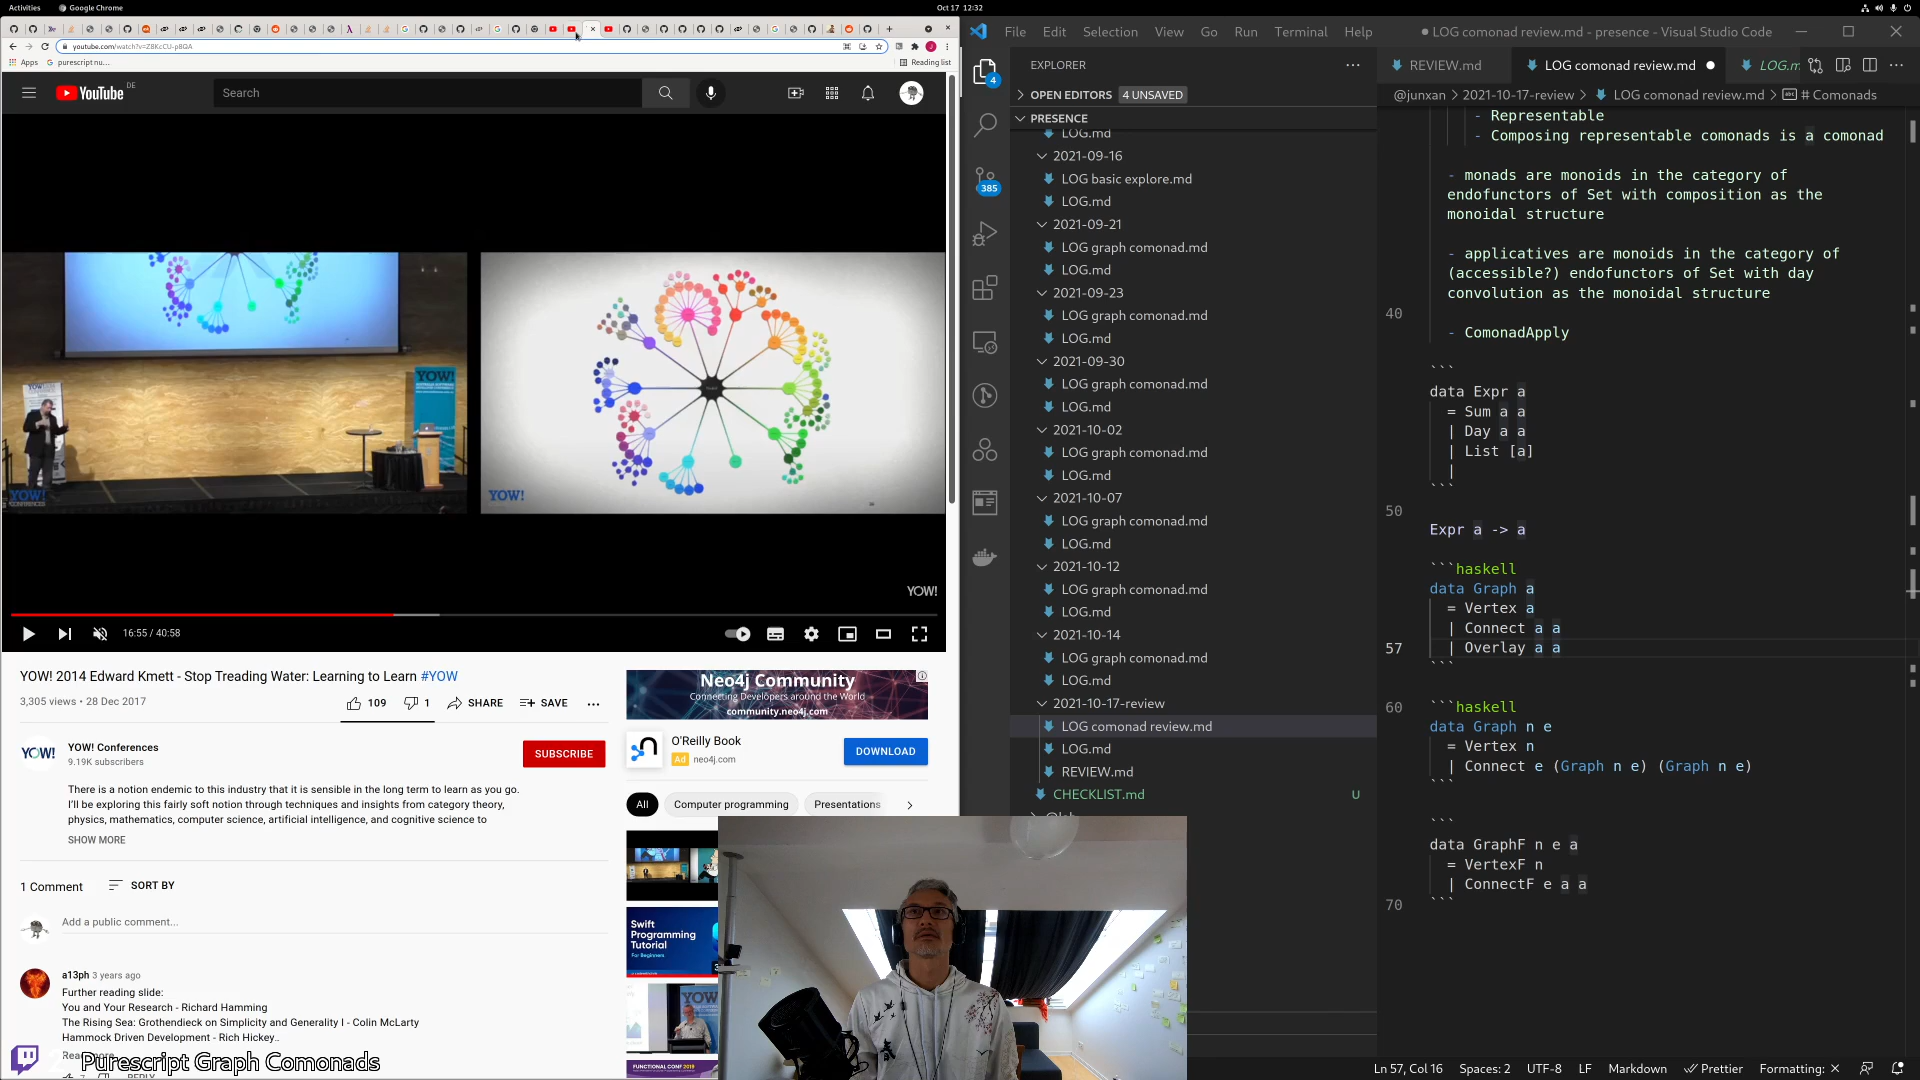 Activities
Google Chrome
Oct 17 12:32
youtube.com/watch?v=Z8KcCU-p8QA
Apps
purescript nu...
Reading list
YouTube
DE
Search
YOW!
YOW!
YOW!
16:55 / 40:58
YOW! 2014 Edward Kmett - Stop Treading Water: Learning to Learn #YOW
3,305 views • 28 Dec 2017
109
1
SHARE
SAVE
YOW! Conferences
9.19K subscribers
SUBSCRIBE
There is a notion endemic to this industry that it is sensible in the long term to learn as you go.
I'll be exploring this fairly soft notion through techniques and insights from category theory,
physics, mathematics, computer science, artificial intelligence, and cognitive science to
SHOW MORE
1 Comment
SORT BY
Add a public comment...
a13ph 3 years ago
Further reading slide:
You and Your Research - Richard Hamming
The Rising Sea: Grothendieck on Simplicity and Generality I - Colin McLarty
Hammock Driven Development - Rich Hickey..
Purescript Graph Comonads
Neo4j Community
Connecting Developers around the World
community.neo4j.com
O'Reilly Book
Ad neo4j.com
DOWNLOAD
All
Computer programming
Presentations
Swift
Programming
Tutorial
For Beginners
FUNCTIONAL CONF 2019
File
Edit
Selection
View
Go
Run
Terminal
Help
● LOG comonad review.md - presence - Visual Studio Code
EXPLORER
OPEN EDITORS
4 UNSAVED
PRESENCE
4
385
LOG.md
2021-09-16
LOG basic explore.md
LOG.md
2021-09-21
LOG graph comonad.md
LOG.md
2021-09-23
LOG graph comonad.md
LOG.md
2021-09-30
LOG graph comonad.md
LOG.md
2021-10-02
LOG graph comonad.md
LOG.md
2021-10-07
LOG graph comonad.md
LOG.md
2021-10-12
LOG graph comonad.md
LOG.md
2021-10-14
LOG graph comonad.md
LOG.md
2021-10-17-review
LOG comonad review.md
LOG.md
REVIEW.md
CHECKLIST.md
U
REVIEW.md
LOG comonad review.md
LOG.m
@junxan > 2021-10-17-review > LOG comonad review.md > # Comonads
- Representable
- Composing representable comonads is a comonad
- monads are monoids in the category of
endofunctors of Set with composition as the
monoidal structure
- applicatives are monoids in the category of
(accessible?) endofunctors of Set with day
convolution as the monoidal structure
40
- ComonadApply
```
data Expr a
= Sum a a
| Day a a
| List [a]
|
```
50
Expr a -> a
```haskell
data Graph a
= Vertex a
| Connect a a
57 | Overlay a a
```
60 ```haskell
data Graph n e
= Vertex n
| Connect e (Graph n e) (Graph n e)
```
```
data GraphF n e a
= VertexF n
| ConnectF e a a
70 ```
Ln 57, Col 16
Spaces: 2
UTF-8
LF
Markdown
Prettier
Formatting: ×